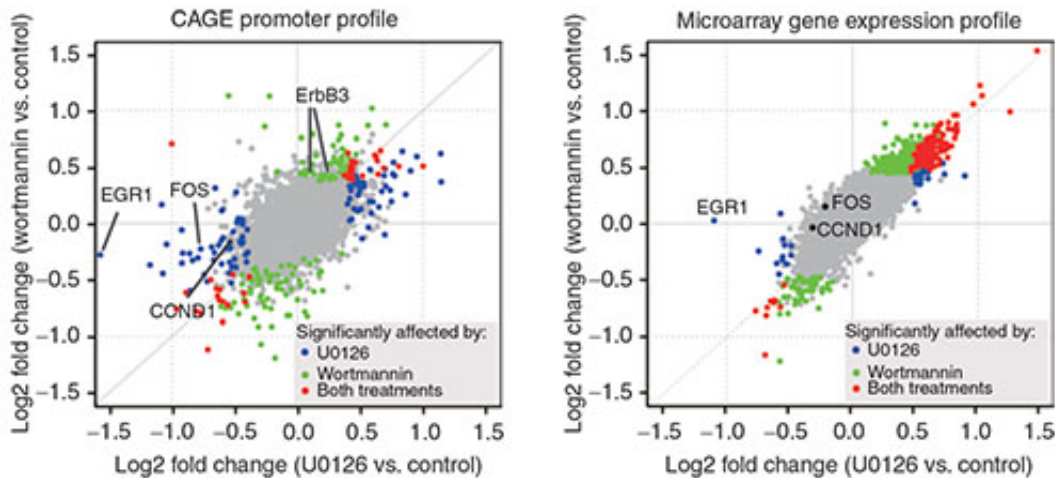 CAGE promoter profile
Log2 fold change (wortmannin vs. control)
1.5
1.0
0.5
0.0
−0.5
−1.0
−1.5
ErbB3
EGR1
FOS
CCND1
Significantly affected by:
U0126
Wortmannin
Both treatments
−1.5 −1.0 −0.5 0.0 0.5 1.0 1.5
Log2 fold change (U0126 vs. control)
Microarray gene expression profile
Log2 fold change (wortmannin vs. control)
1.5
1.0
0.5
0.0
−0.5
−1.0
−1.5
EGR1
FOS
CCND1
Significantly affected by:
U0126
Wortmannin
Both treatments
−1.5 −1.0 −0.5 0.0 0.5 1.0 1.5
Log2 fold change (U0126 vs. control)